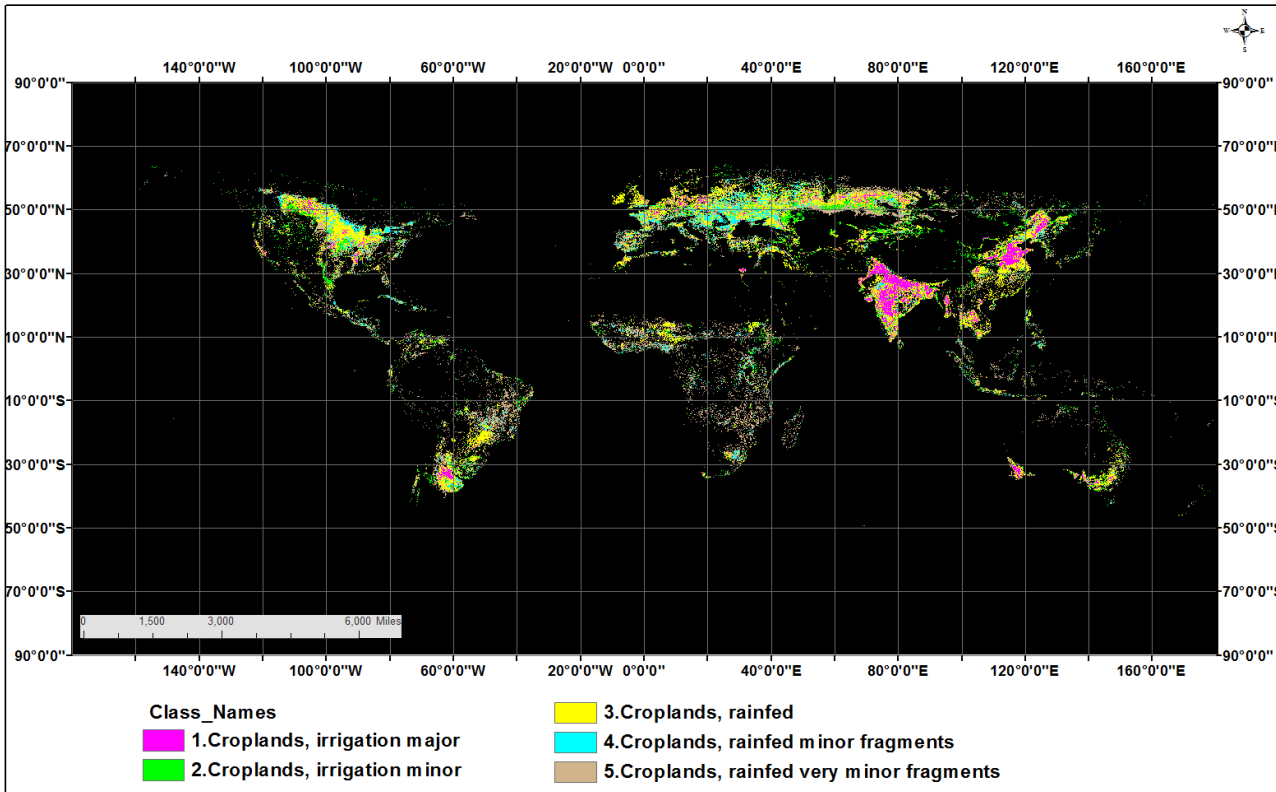 N
W E
S
140°0'0"W 100°0'0"W 60°0'0"W 20°0'0"W 0°0'0" 40°0'0"E 80°0'0"E 120°0'0"E 160°0'0"E
90°0'0" 90°0'0"
70°0'0"N 70°0'0"N
50°0'0"N 50°0'0"N
30°0'0"N 30°0'0"N
10°0'0"N 10°0'0"N
10°0'0"S 10°0'0"S
30°0'0"S 30°0'0"S
50°0'0"S 50°0'0"S
70°0'0"S 70°0'0"S
0 1,500 3,000 6,000 Miles
90°0'0" 90°0'0"
140°0'0"W 100°0'0"W 60°0'0"W 20°0'0"W 0°0'0" 40°0'0"E 80°0'0"E 120°0'0"E 160°0'0"E
Class_Names
1.Croplands, irrigation major
2.Croplands, irrigation minor
3.Croplands, rainfed
4.Croplands, rainfed minor fragments
5.Croplands, rainfed very minor fragments